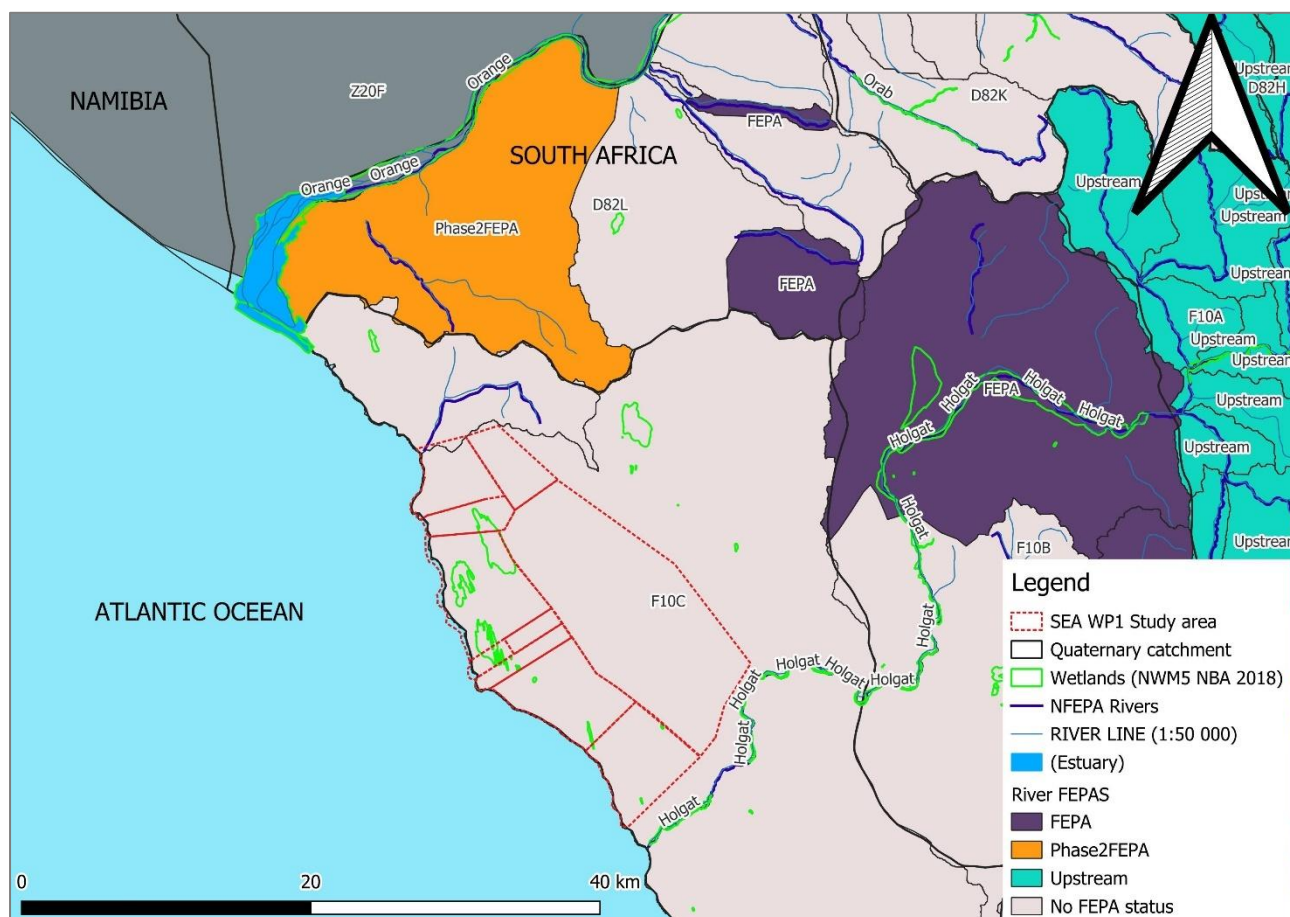 Orange
Upstream
D82H
NAMIBIA
Z20F
Orab
D82K
FEPA
SOUTH AFRICA
Orange
Orange
Upstream
Upstream
Upstream
D82L
Phase2FEPA
Upstream
FEPA
F10A
Upstream
Upstream
Holgat
FEPA
Holgat
Holgat
Upstream
Holgat
Upstream
Holgat
Upstream
F10B
ATLANTIC OCEEAN
F10C
Holgat
Holgat
Holgat
Holgat
Holgat
Holgat
Holgat
Legend
SEA WP1 Study area
Quaternary catchment
Wetlands (NWM5 NBA 2018)
NFEPA Rivers
RIVER LINE (1:50 000)
(Estuary)
River FEPAS
FEPA
Phase2FEPA
Upstream
No FEPA status
0
20
40 km